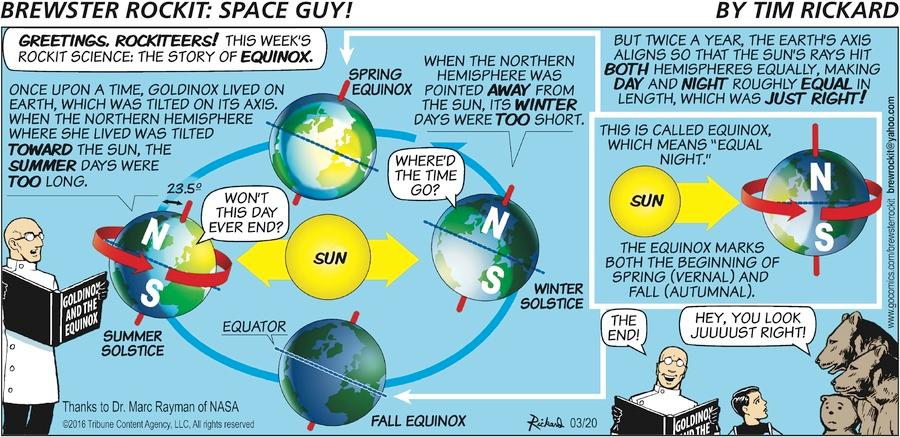 BREWSTER ROCKIT: SPACE GUY!
BY TIM RICKARD
GREETINGS, ROCKITEERS! THIS WEEK'S
ROCKIT SCIENCE: THE STORY OF EQUINOX.
ONCE UPON A TIME, GOLDINOX LIVED ON
EARTH, WHICH WAS TILTED ON ITS AXIS.
WHEN THE NORTHERN HEMISPHERE
WHERE SHE LIVED WAS TILTED
TOWARD THE SUN, THE
SUMMER DAYS WERE
TOO LONG.
23.5°
WON'T
THIS DAY
EVER END?
N
S
SUMMER
SOLSTICE
GOLDINOX
AND THE
EQUINOX
SPRING
EQUINOX
SUN
EQUATOR
FALL EQUINOX
WHEN THE NORTHERN
HEMISPHERE WAS
POINTED AWAY FROM
THE SUN, ITS WINTER
DAYS WERE TOO SHORT.
WHERE'D
THE TIME
GO?
N
S
WINTER
SOLSTICE
BUT TWICE A YEAR, THE EARTH'S AXIS
ALIGNS SO THAT THE SUN'S RAYS HIT
BOTH HEMISPHERES EQUALLY, MAKING
DAY AND NIGHT ROUGHLY EQUAL IN
LENGTH, WHICH WAS JUST RIGHT!
THIS IS CALLED EQUINOX,
WHICH MEANS "EQUAL
NIGHT."
SUN
N
S
THE EQUINOX MARKS
BOTH THE BEGINNING OF
SPRING (VERNAL) AND
FALL (AUTUMNAL).
THE
END!
HEY, YOU LOOK
JUUUUST RIGHT!
GOLDINOX
AND THE
Thanks to Dr. Marc Rayman of NASA
©2016 Tribune Content Agency, LLC, All rights reserved
Rickard 03/20
www.gocomics.com/brewsterrockit brewrockit@yahoo.com